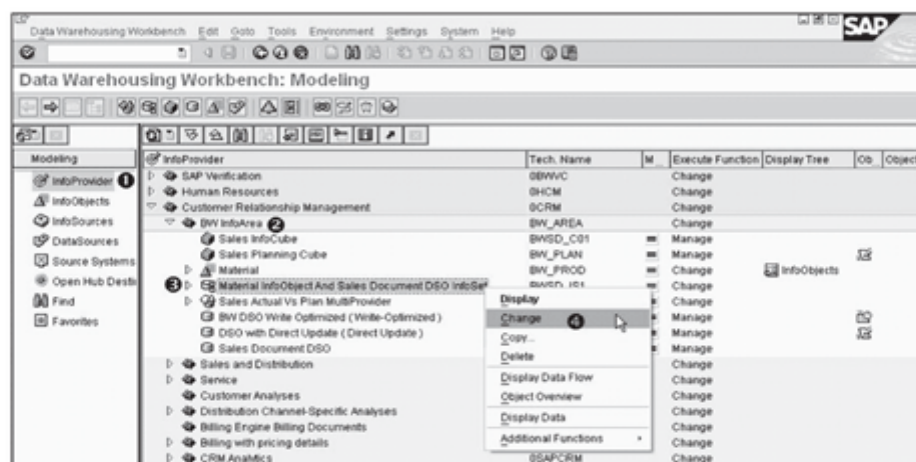 Data Warehousing Workbench Edit Goto Tools Environment Settings System Help
SAP
Data Warehousing Workbench: Modeling
Modeling
InfoProvider 1
InfoObjects
InfoSources
DataSources
Source Systems
Open Hub Desti
Find
Favorites
InfoProvider Tech. Name M... Execute Function Display Tree Ob... Object
SAP Verification 0BWVC Change
Human Resources 0HCM Change
Customer Relationship Management 0CRM Change
BW InfoArea 2 BW_AREA Change
Sales InfoCube BWSD_C01 Manage
Sales Planning Cube BW_PLAN Manage
Material BW_PROD Change InfoObjects
3 Material InfoObject And Sales Document DSO InfoSet BWSD_IS1 Change
Sales Actual Vs Plan MultiProvider Change
BW DSO Write Optimized (Write-Optimized) Manage
DSO with Direct Update (Direct Update) Manage
Sales Document DSO Manage
Sales and Distribution Change
Service Change
Customer Analyses Change
Distribution Channel-Specific Analyses Change
Billing Engine Billing Documents Change
Billing with pricing details Change
CRM Analytics 0SAPCRM Change
Display
Change 4
Copy...
Delete
Display Data Flow
Object Overview
Display Data
Additional Functions